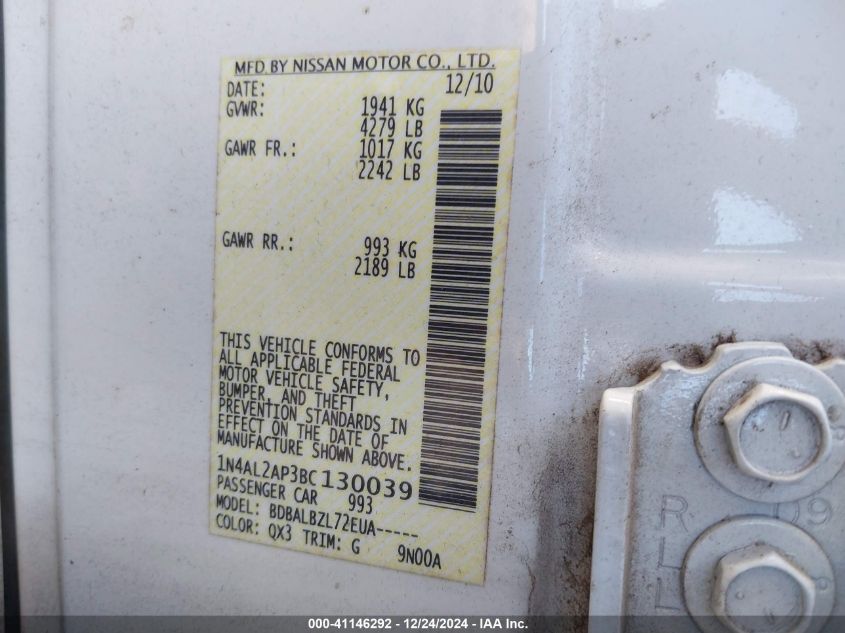 MFD.BY NISSAN MOTOR CO., LTD.
DATE: 12/10
GVWR: 1941 KG
4279 LB
GAWR FR.: 1017 KG
2242 LB
GAWR RR.: 993 KG
2189 LB
THIS VEHICLE CONFORMS TO
ALL APPLICABLE FEDERAL
MOTOR VEHICLE SAFETY,
BUMPER, AND THEFT
PREVENTION STANDARDS IN
EFFECT ON THE DATE OF
MANUFACTURE SHOWN ABOVE.
1N4AL2AP3BC130039
PASSENGER CAR 993
MODEL: BDBALBZL72EUA-----
COLOR: QX3 TRIM: G 9N00A
R 09
L
L
000-41146292 - 12/24/2024 - IAA Inc.